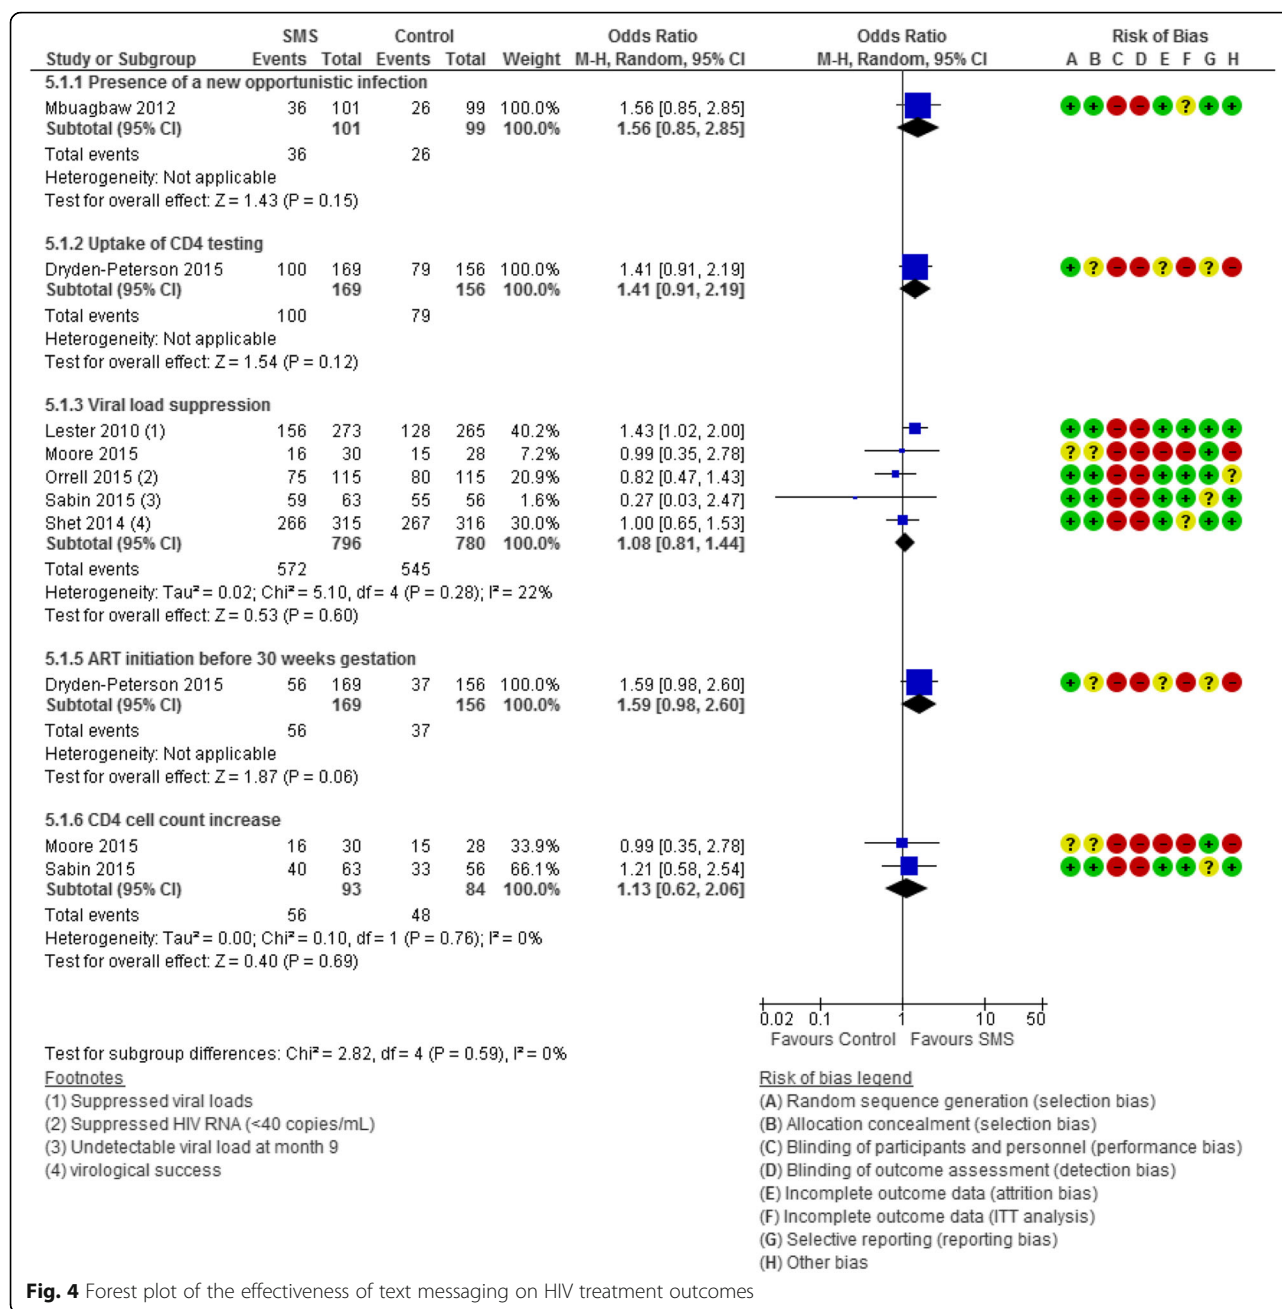 SMS Control Odds Ratio Odds Ratio Risk of Bias
Study or Subgroup Events Total Events Total Weight M-H, Random, 95% CI M-H, Random, 95% CI A B C D E F G H
5.1.1 Presence of a new opportunistic infection
Mbuagbaw 2012 36 101 26 99 100.0% 1.56 [0.85, 2.85] + + - - + ? + +
Subtotal (95% CI) 101 99 100.0% 1.56 [0.85, 2.85]
Total events 36 26
Heterogeneity: Not applicable
Test for overall effect: Z = 1.43 (P = 0.15)
5.1.2 Uptake of CD4 testing
Dryden-Peterson 2015 100 169 79 156 100.0% 1.41 [0.91, 2.19] + ? - - ? - ? -
Subtotal (95% CI) 169 156 100.0% 1.41 [0.91, 2.19]
Total events 100 79
Heterogeneity: Not applicable
Test for overall effect: Z = 1.54 (P = 0.12)
5.1.3 Viral load suppression
Lester 2010 (1) 156 273 128 265 40.2% 1.43 [1.02, 2.00] + + - - + + + +
Moore 2015 16 30 15 28 7.2% 0.99 [0.35, 2.78] ? ? - - - - + -
Orrell 2015 (2) 75 115 80 115 20.9% 0.82 [0.47, 1.43] + + - - + + + ?
Sabin 2015 (3) 59 63 55 56 1.6% 0.27 [0.03, 2.47] + + - - + + ? +
Shet 2014 (4) 266 315 267 316 30.0% 1.00 [0.65, 1.53] + + - - + ? + +
Subtotal (95% CI) 796 780 100.0% 1.08 [0.81, 1.44]
Total events 572 545
Heterogeneity: Tau² = 0.02; Chi² = 5.10, df = 4 (P = 0.28); I² = 22%
Test for overall effect: Z = 0.53 (P = 0.60)
5.1.5 ART initiation before 30 weeks gestation
Dryden-Peterson 2015 56 169 37 156 100.0% 1.59 [0.98, 2.60] + ? - - ? - ? -
Subtotal (95% CI) 169 156 100.0% 1.59 [0.98, 2.60]
Total events 56 37
Heterogeneity: Not applicable
Test for overall effect: Z = 1.87 (P = 0.06)
5.1.6 CD4 cell count increase
Moore 2015 16 30 15 28 33.9% 0.99 [0.35, 2.78] ? ? - - - - + -
Sabin 2015 40 63 33 56 66.1% 1.21 [0.58, 2.54] + + - - + + ? +
Subtotal (95% CI) 93 84 100.0% 1.13 [0.62, 2.06]
Total events 56 48
Heterogeneity: Tau² = 0.00; Chi² = 0.10, df = 1 (P = 0.76); I² = 0%
Test for overall effect: Z = 0.40 (P = 0.69)
0.02 0.1 1 10 50
Favours Control Favours SMS
Test for subgroup differences: Chi² = 2.82, df = 4 (P = 0.59), I² = 0%
Footnotes
(1) Suppressed viral loads
(2) Suppressed HIV RNA (<40 copies/mL)
(3) Undetectable viral load at month 9
(4) virological success
Risk of bias legend
(A) Random sequence generation (selection bias)
(B) Allocation concealment (selection bias)
(C) Blinding of participants and personnel (performance bias)
(D) Blinding of outcome assessment (detection bias)
(E) Incomplete outcome data (attrition bias)
(F) Incomplete outcome data (ITT analysis)
(G) Selective reporting (reporting bias)
(H) Other bias
Fig. 4 Forest plot of the effectiveness of text messaging on HIV treatment outcomes